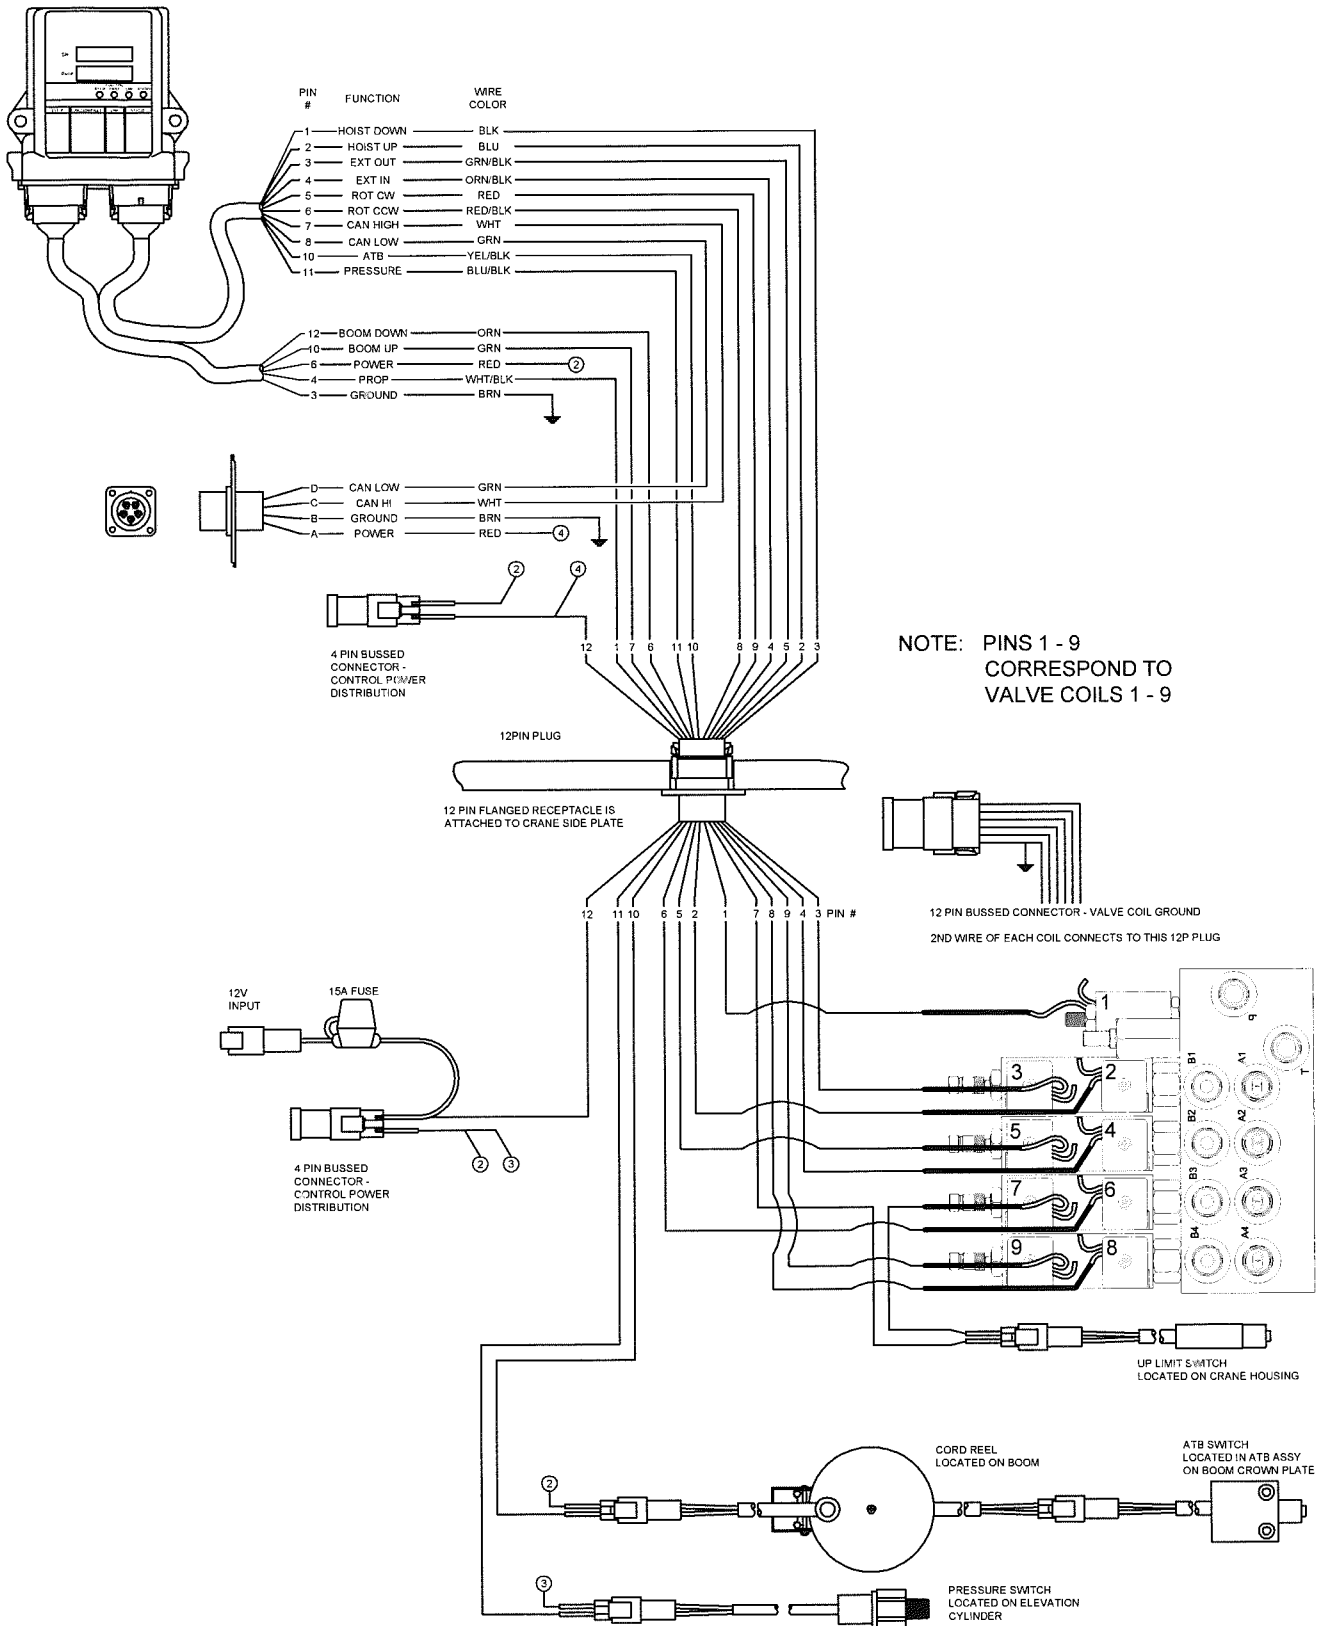 PIN
#
FUNCTION
WIRE
COLOR
1 HOIST DOWN BLK
2 HOIST UP BLU
3 EXT OUT GRN/BLK
4 EXT IN ORN/BLK
5 ROT CW RED
6 ROT CCW RED/BLK
7 CAN HIGH WHT
8 CAN LOW GRN
10 ATB YEL/BLK
11 PRESSURE BLU/BLK
12 BOOM DOWN ORN
10 BOOM UP GRN
6 POWER RED 2
4 PROP WHT/BLK
3 GROUND BRN
D CAN LOW GRN
C CAN HI WHT
B GROUND BRN
A POWER RED 4
2 4
4 PIN BUSSED
CONNECTOR -
CONTROL POWER
DISTRIBUTION
12 1 7 6 11 10 8 9 4 5 2 3
NOTE: PINS 1 - 9
CORRESPOND TO
VALVE COILS 1 - 9
12PIN PLUG
12 PIN FLANGED RECEPTACLE IS
ATTACHED TO CRANE SIDE PLATE
12 11 10 6 5 2 1 7 8 9 4 3 PIN #
12 PIN BUSSED CONNECTOR - VALVE COIL GROUND
2ND WIRE OF EACH COIL CONNECTS TO THIS 12P PLUG
12V
INPUT
15A FUSE
4 PIN BUSSED
CONNECTOR -
CONTROL POWER
DISTRIBUTION
2 3
1
P
T
3 2 B1 A1
5 4 B2 A2
7 6 B3 A3
9 8 B4 A4
UP LIMIT SWITCH
LOCATED ON CRANE HOUSING
2
CORD REEL
LOCATED ON BOOM
ATB SWITCH
LOCATED IN ATB ASSY
ON BOOM CROWN PLATE
3
PRESSURE SWITCH
LOCATED ON ELEVATION
CYLINDER